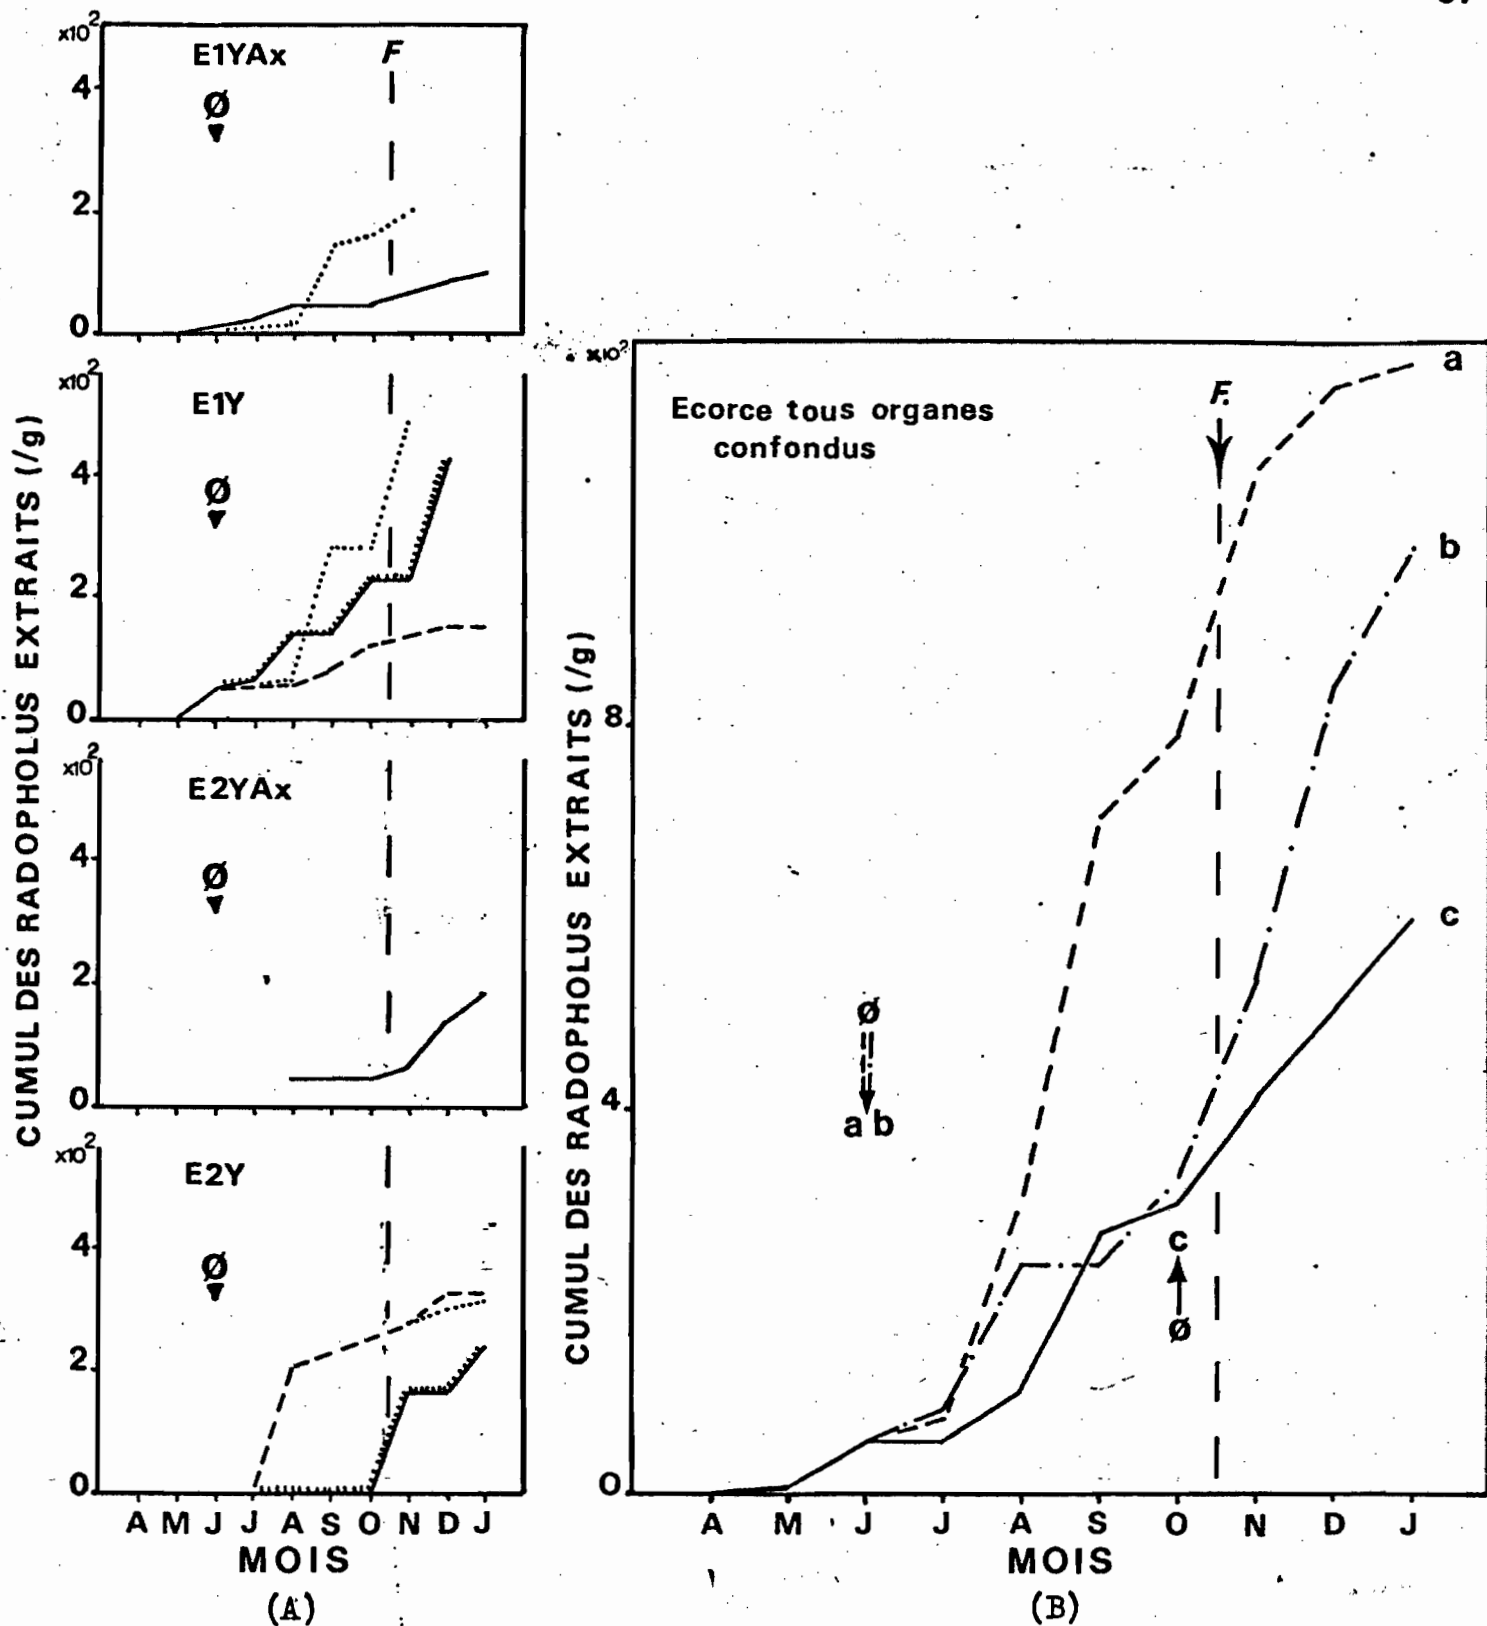 x10²
E1YAx
F
Ø
4
2
0
x10²
E1Y
Ø
4
2
0
x10²
E2YAx
Ø
4
2
0
x10²
E2Y
Ø
4
2
0
A M J J A S O N D J
MOIS
(A)
CUMUL DES RADOPHOLUS EXTRAITS (/g)
x10²
Ecorce tous organes
confondus
F
a
b
c
8
Ø
a b
4
c
Ø
0
A M J J A S O N D J
MOIS
(B)
CUMUL DES RADOPHOLUS EXTRAITS (/g)